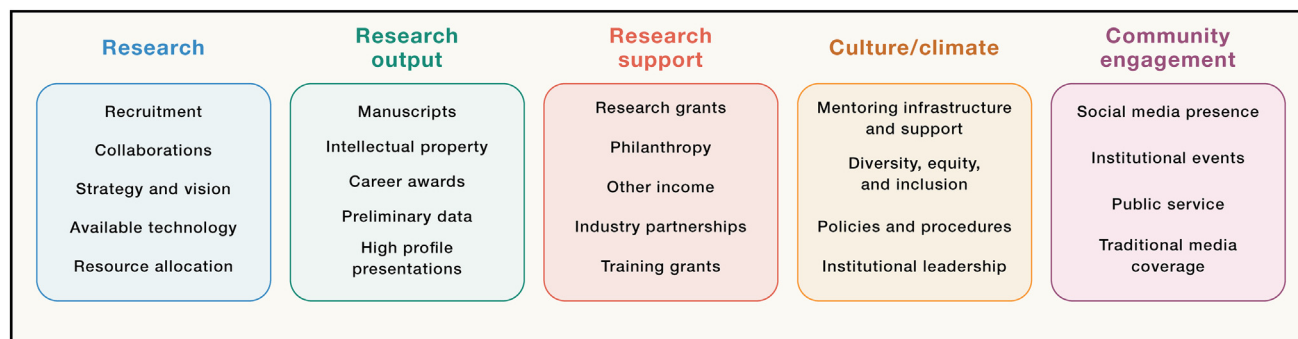 Research
Recruitment
Collaborations
Strategy and vision
Available technology
Resource allocation
Research
output
Manuscripts
Intellectual property
Career awards
Preliminary data
High profile
presentations
Research
support
Research grants
Philanthropy
Other income
Industry partnerships
Training grants
Culture/climate
Mentoring infrastructure
and support
Diversity, equity,
and inclusion
Policies and procedures
Institutional leadership
Community
engagement
Social media presence
Institutional events
Public service
Traditional media
coverage